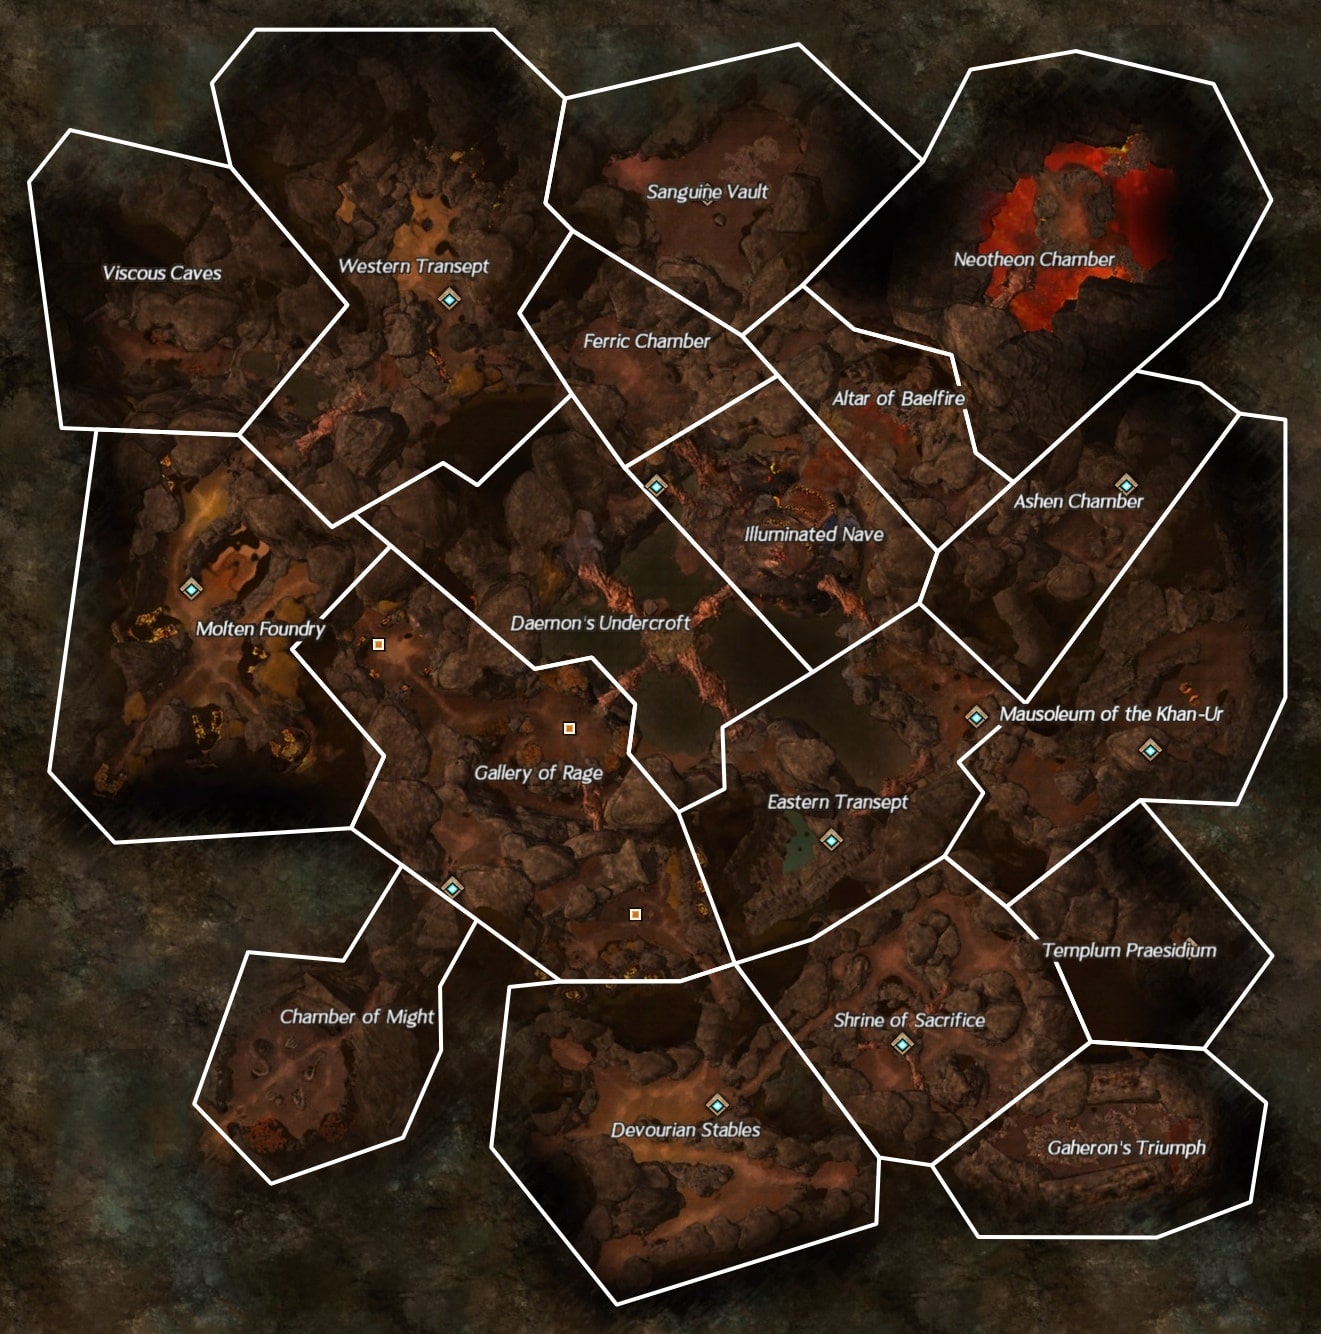 Sanguine Vault
Neotheon Chamber
Viscous Caves
Western Transept
Ferric Chamber
Altar of Baelfire
Ashen Chamber
Illuminated Nave
Molten Foundry
Daemon's Undercroft
Mausoleum of the Khan-Ur
Gallery of Rage
Eastern Transept
Templum Praesidium
Chamber of Might
Shrine of Sacrifice
Devourian Stables
Gaheron's Triumph